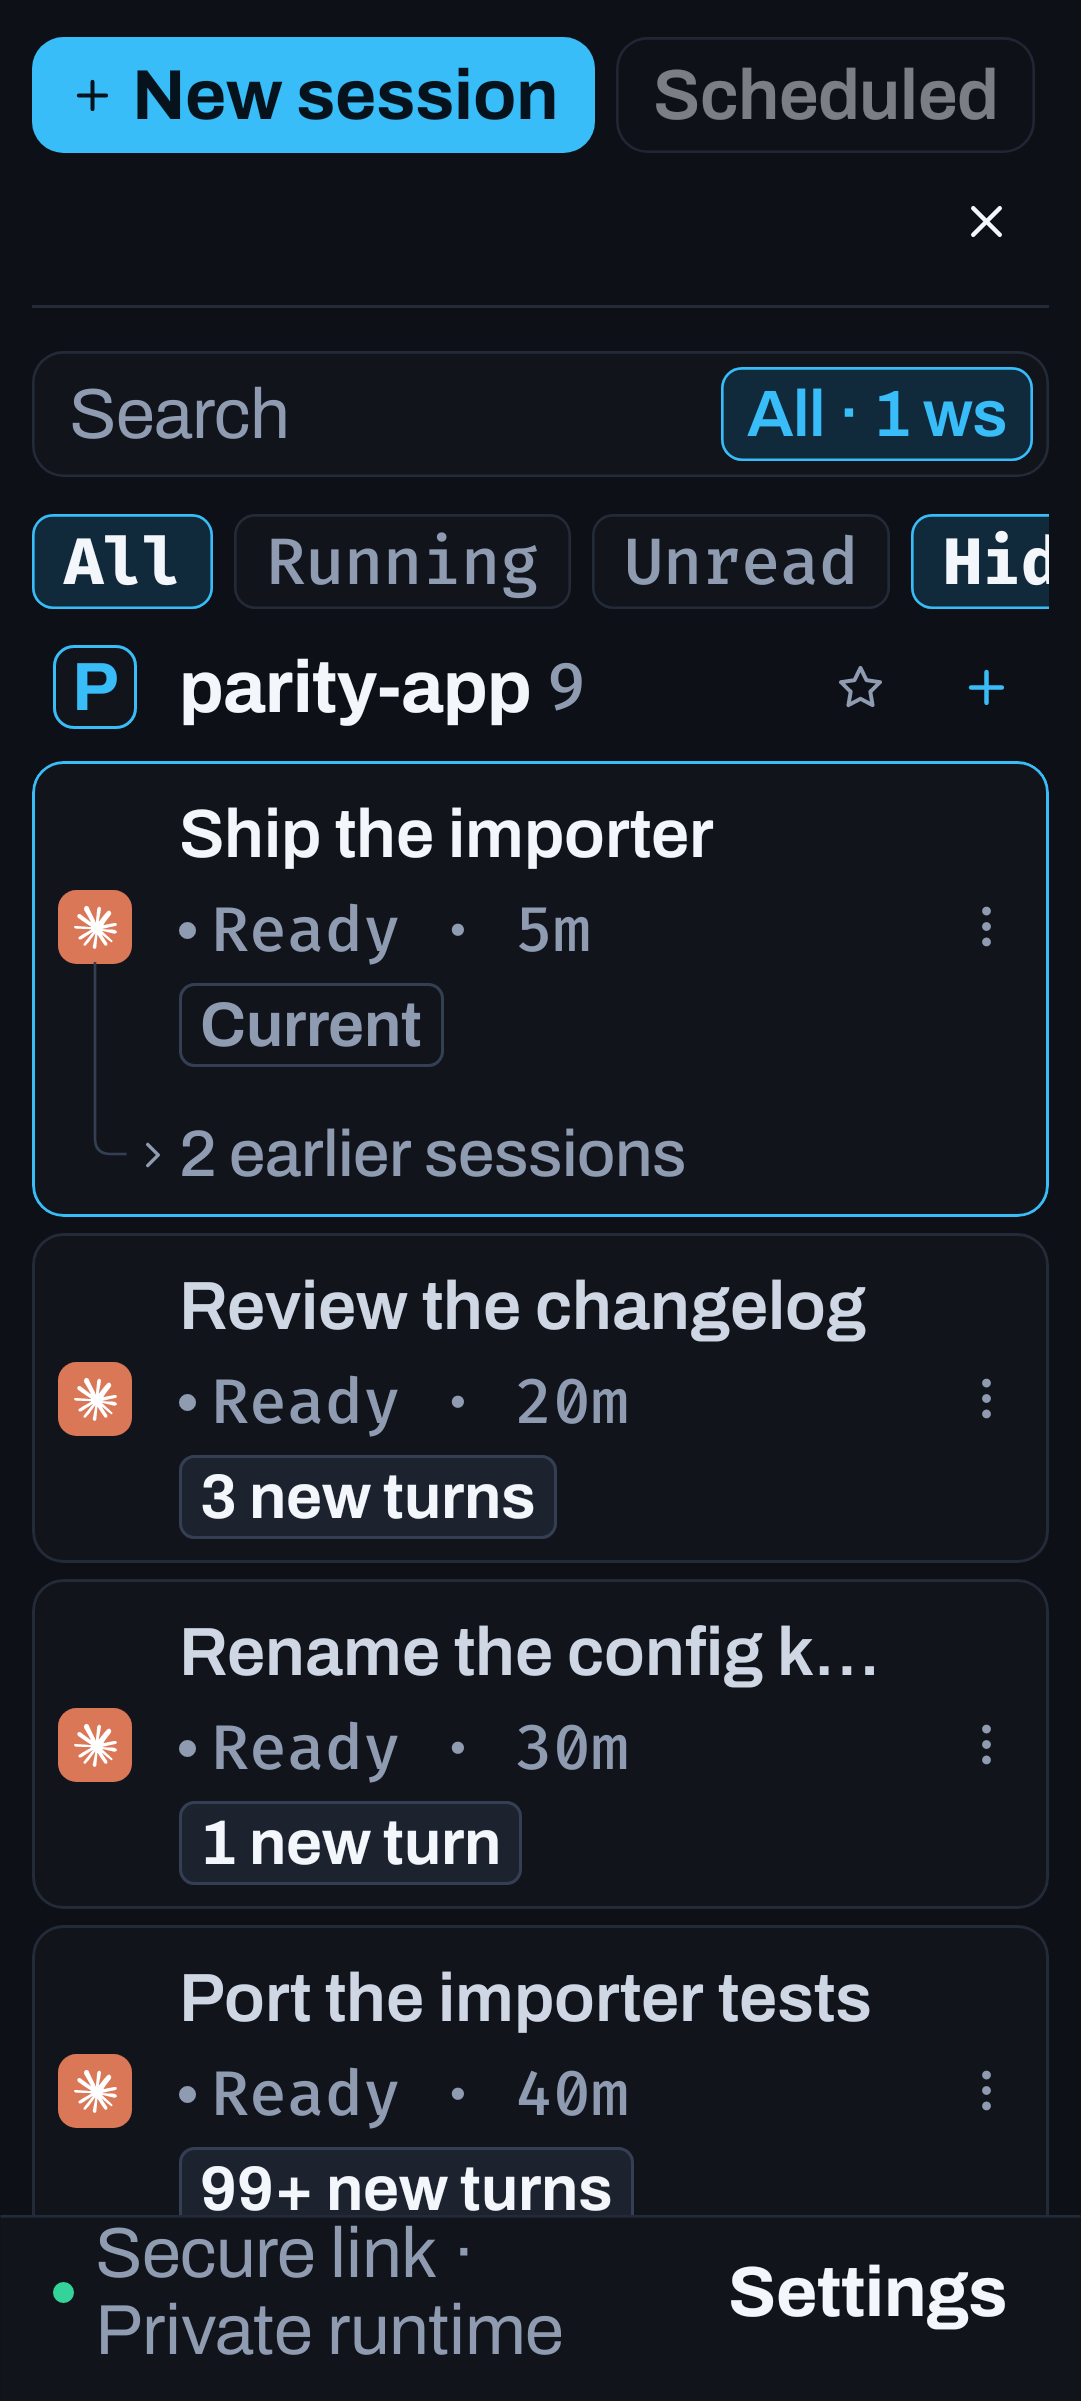 + New session
Scheduled
Search
All · 1 ws
All
Running
Unread
Hid
P
parity-app 9
Ship the importer
Ready · 5m
Current
2 earlier sessions
Review the changelog
Ready · 20m
3 new turns
Rename the config k...
Ready · 30m
1 new turn
Port the importer tests
Ready · 40m
99+ new turns
Secure link ·
Private runtime
Settings